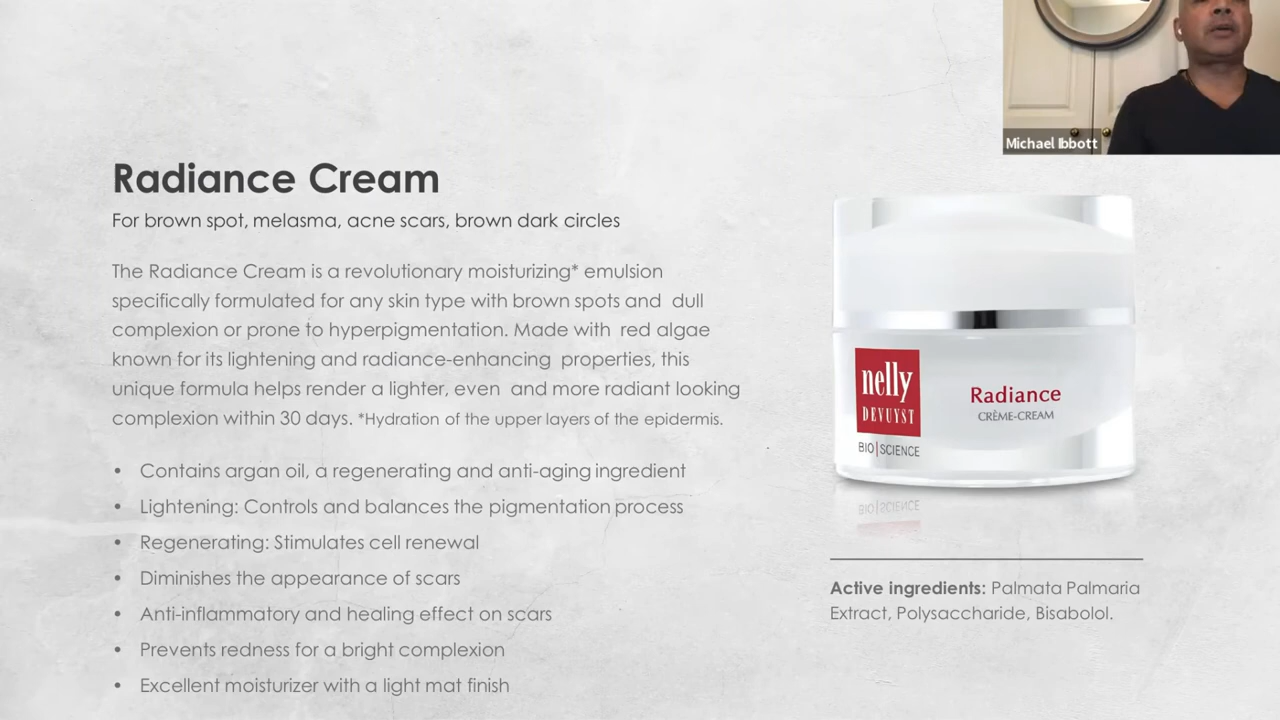 Michael Ibbott
Radiance Cream
For brown spot, melasma, acne scars, brown dark circles
The Radiance Cream is a revolutionary moisturizing* emulsion
specifically formulated for any skin type with brown spots and dull
complexion or prone to hyperpigmentation. Made with red algae
known for its lightening and radiance-enhancing properties, this
unique formula helps render a lighter, even and more radiant looking
complexion within 30 days. *Hydration of the upper layers of the epidermis.
• Contains argan oil, a regenerating and anti-aging ingredient
• Lightening: Controls and balances the pigmentation process
• Regenerating: Stimulates cell renewal
• Diminishes the appearance of scars
• Anti-inflammatory and healing effect on scars
• Prevents redness for a bright complexion
• Excellent moisturizer with a light mat finish
nelly
DEVUYST
BIO|SCIENCE
Radiance
CRÈME-CREAM
BIO|SCIENCE
Active ingredients: Palmata Palmaria
Extract, Polysaccharide, Bisabolol.